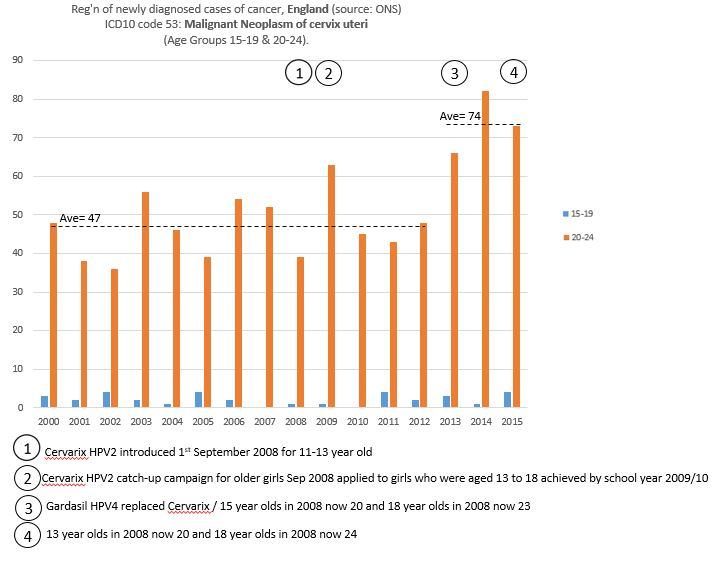 Reg'n of newly diagnosed cases of cancer, England (source: ONS)
ICD10 code 53: Malignant Neoplasm of cervix uteri
(Age Groups 15-19 & 20-24).
90
80
70
60
50
40
30
20
10
0
1
2
3
4
Ave= 74
Ave= 47
15-19
20-24
2000 2001 2002 2003 2004 2005 2006 2007 2008 2009 2010 2011 2012 2013 2014 2015
1 Cervarix HPV2 introduced 1st September 2008 for 11-13 year old
2 Cervarix HPV2 catch-up campaign for older girls Sep 2008 applied to girls who were aged 13 to 18 achieved by school year 2009/10
3 Gardasil HPV4 replaced Cervarix / 15 year olds in 2008 now 20 and 18 year olds in 2008 now 23
4 13 year olds in 2008 now 20 and 18 year olds in 2008 now 24